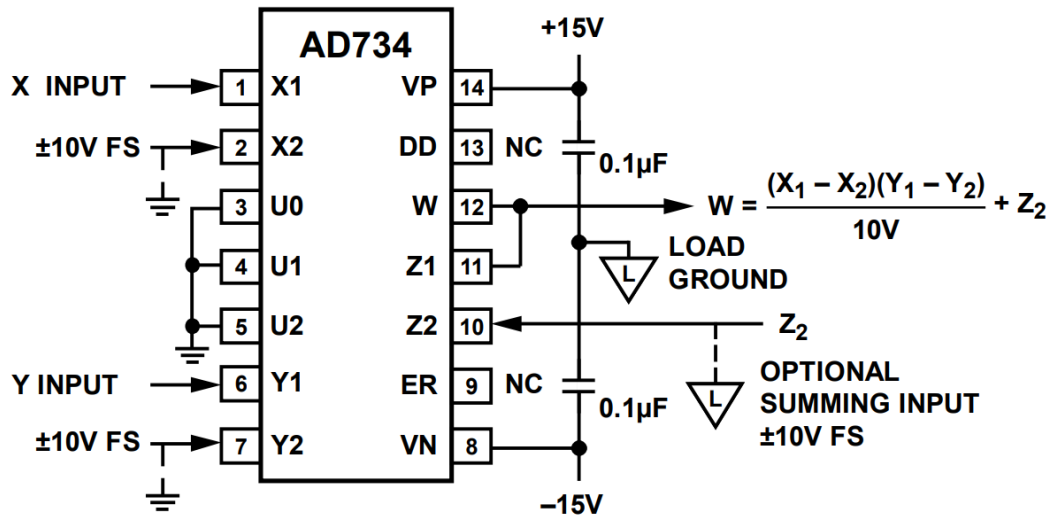 AD734
+15V
X INPUT
1 X1
VP 14
±10V FS
2 X2
DD 13 NC
0.1µF
3 U0
W 12
W = (X₁ – X₂)(Y₁ – Y₂) / 10V + Z₂
4 U1
Z1 11
L
LOAD
GROUND
5 U2
Z2 10
Z₂
Y INPUT
6 Y1
ER 9 NC
0.1µF
L
OPTIONAL
SUMMING INPUT
±10V FS
±10V FS
7 Y2
VN 8
–15V